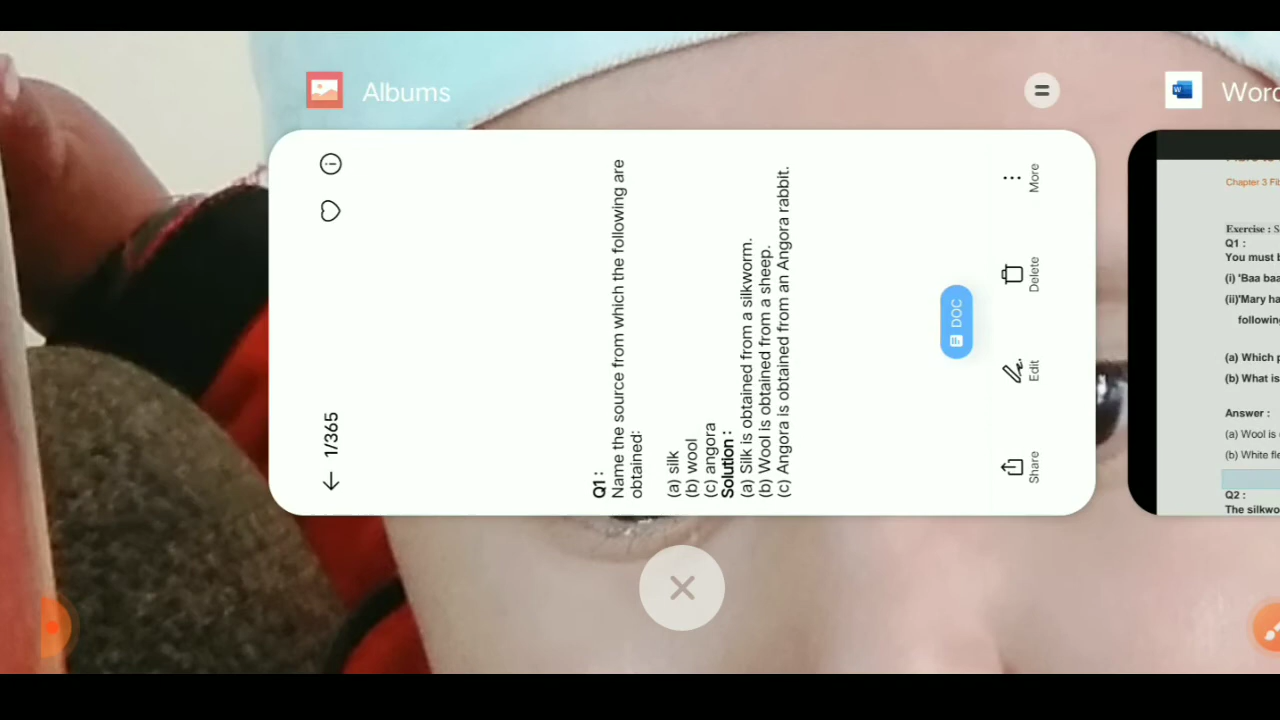 Albums
1/365
Q1 :
Name the source from which the following are
obtained:
(a) silk
(b) wool
(c) angora
Solution :
(a) Silk is obtained from a silkworm.
(b) Wool is obtained from a sheep.
(c) Angora is obtained from an Angora rabbit.
DOC
Share
Edit
Delete
More
Word
Chapter 3 Fi
Exercise : S
Q1 :
You must b
(i) 'Baa baa
(ii)'Mary ha
following
(a) Which p
(b) What is
Answer :
(a) Wool is
(b) White fle
Q2 :
The silkwo